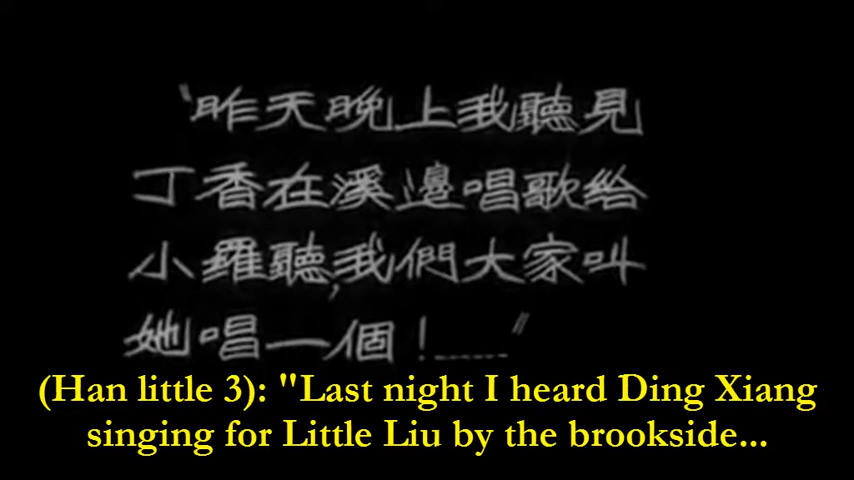 “昨天晚上我聽見
丁香在溪邊唱歌給
小羅聽,我們大家叫
她唱一個!......”
(Han little 3): "Last night I heard Ding Xiang
singing for Little Liu by the brookside...